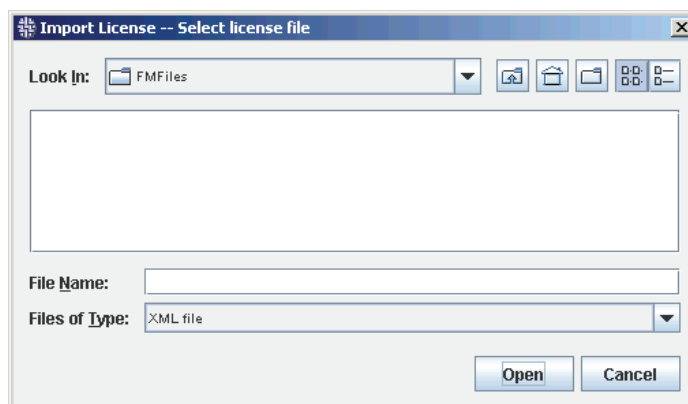 Import License -- Select license file
Look In: FMFiles
File Name:
Files of Type: XML file
Open Cancel